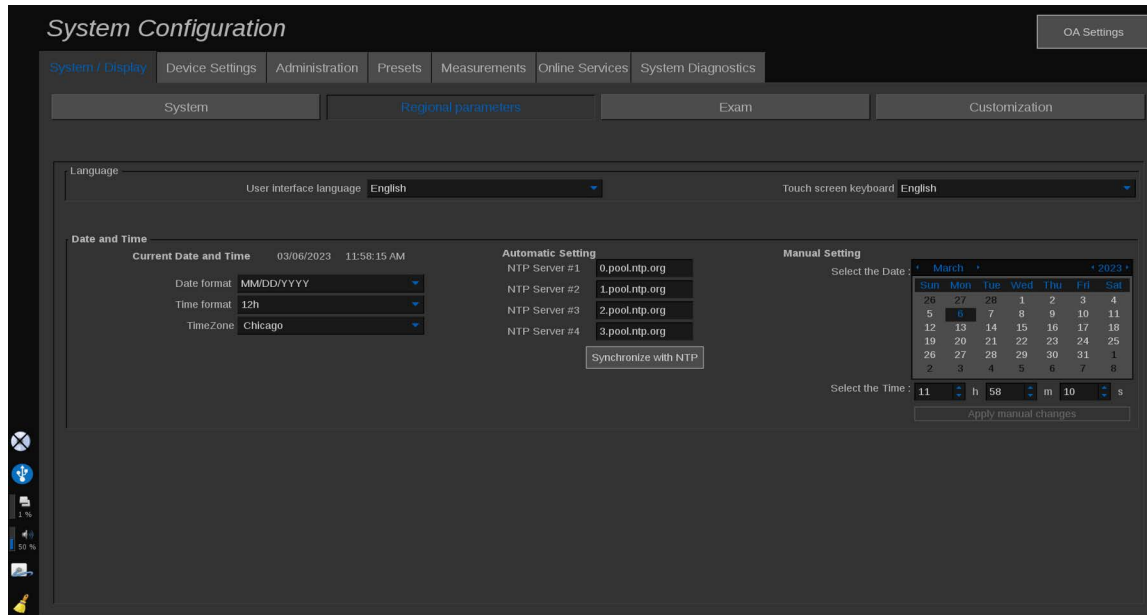 System Configuration
OA Settings
System / Display Device Settings Administration Presets Measurements Online Services System Diagnostics
System Regional parameters Exam Customization
Language
User interface language English Touch screen keyboard English
Date and Time
Current Date and Time 03/06/2023 11:58:15 AM
Date format MM/DD/YYYY
Time format 12h
TimeZone Chicago
Automatic Setting
NTP Server #1 0.pool.ntp.org
NTP Server #2 1.pool.ntp.org
NTP Server #3 2.pool.ntp.org
NTP Server #4 3.pool.ntp.org
Synchronize with NTP
Manual Setting
Select the Date :
March 2023
Sun Mon Tue Wed Thu Fri Sat
26 27 28 1 2 3 4
5 6 7 8 9 10 11
12 13 14 15 16 17 18
19 20 21 22 23 24 25
26 27 28 29 30 31 1
2 3 4 5 6 7 8
Select the Time : 11 h 58 m 10 s
Apply manual changes
1 %
50 %